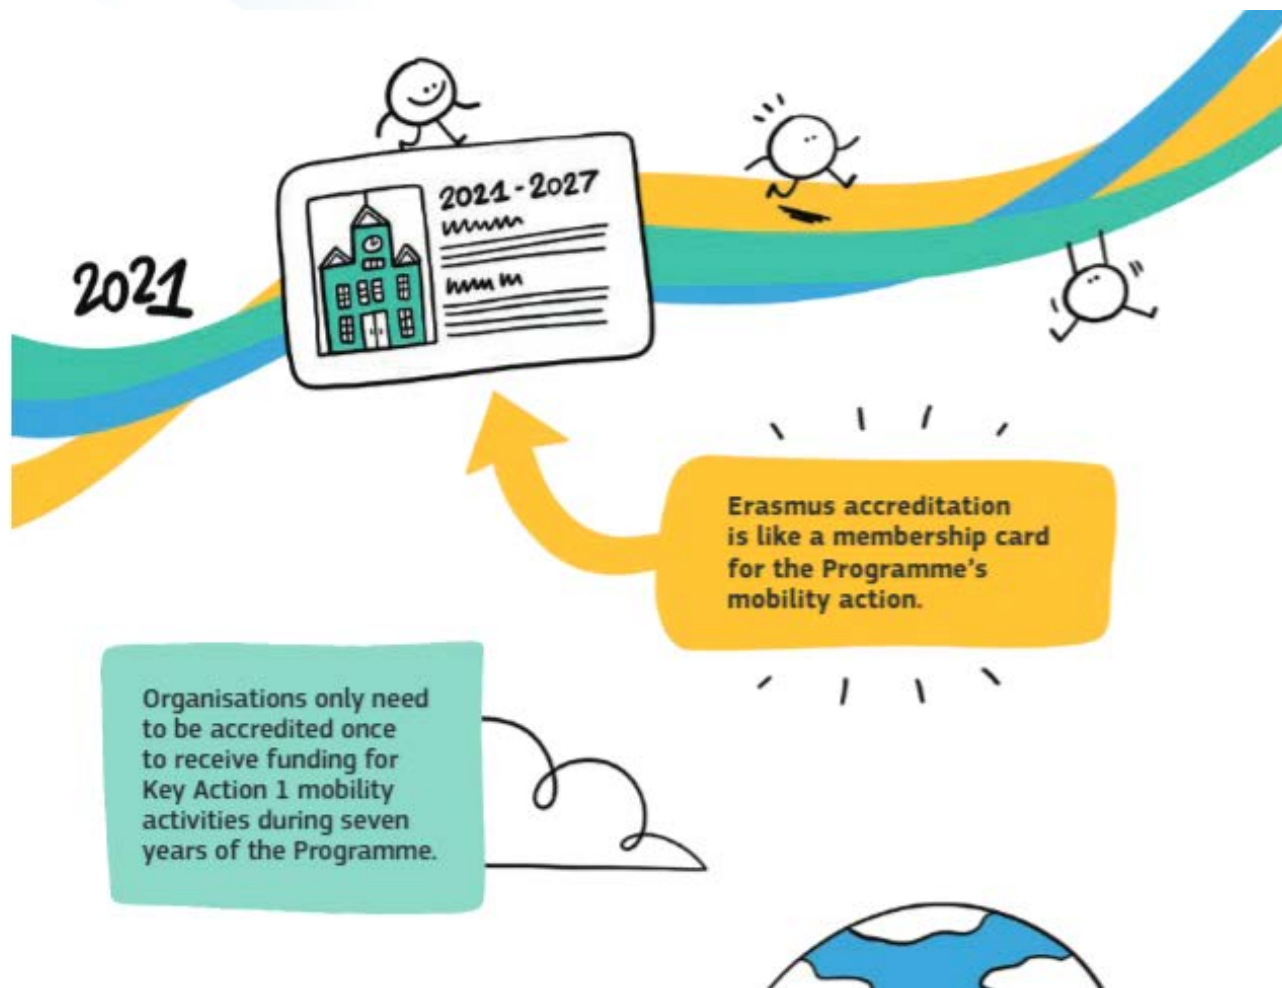 2021
2021-2027
Erasmus accreditation
is like a membership card
for the Programme's
mobility action.
Organisations only need
to be accredited once
to receive funding for
Key Action 1 mobility
activities during seven
years of the Programme.